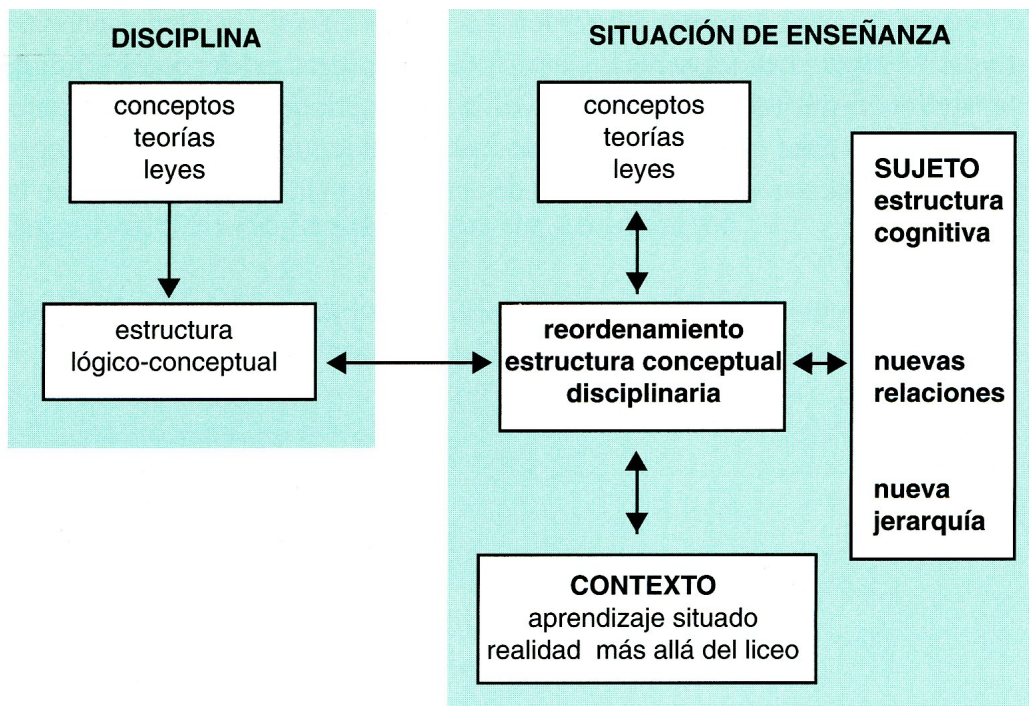 DISCIPLINA
conceptos
teorías
leyes
estructura
lógico-conceptual
SITUACIÓN DE ENSEÑANZA
conceptos
teorías
leyes
reordenamiento
estructura conceptual
disciplinaria
SUJETO
estructura
cognitiva
nuevas
relaciones
nueva
jerarquía
CONTEXTO
aprendizaje situado
realidad más allá del liceo